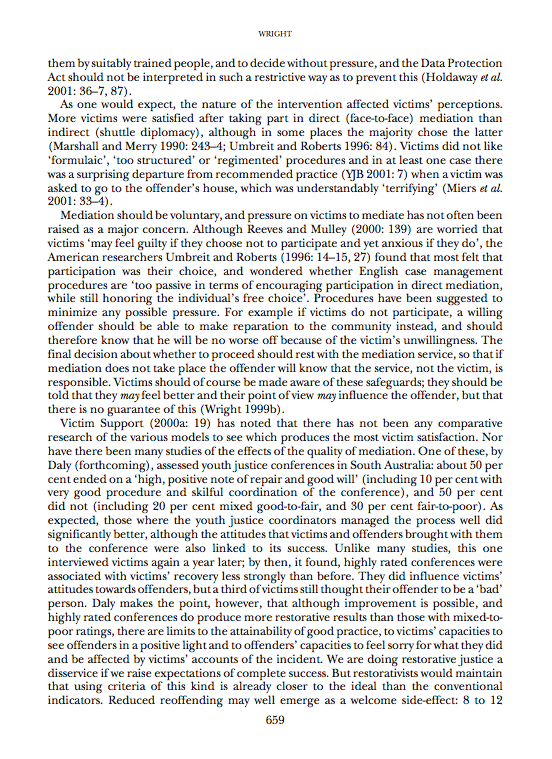 WRIGHT
them by suitably trained people, and to decide without pressure, and the Data Protection
Act should not be interpreted in such a restrictive way as to prevent this (Holdaway et al.
2001: 36–7, 87).
As one would expect, the nature of the intervention affected victims’ perceptions.
More victims were satisfied after taking part in direct (face-to-face) mediation than
indirect (shuttle diplomacy), although in some places the majority chose the latter
(Marshall and Merry 1990: 243–4; Umbreit and Roberts 1996: 84). Victims did not like
‘formulaic’, ‘too structured’ or ‘regimented’ procedures and in at least one case there
was a surprising departure from recommended practice (YJB 2001: 7) when a victim was
asked to go to the offender’s house, which was understandably ‘terrifying’ (Miers et al.
2001: 33–4).
Mediation should be voluntary, and pressure on victims to mediate has not often been
raised as a major concern. Although Reeves and Mulley (2000: 139) are worried that
victims ‘may feel guilty if they choose not to participate and yet anxious if they do’, the
American researchers Umbreit and Roberts (1996: 14–15, 27) found that most felt that
participation was their choice, and wondered whether English case management
procedures are ‘too passive in terms of encouraging participation in direct mediation,
while still honoring the individual’s free choice’. Procedures have been suggested to
minimize any possible pressure. For example if victims do not participate, a willing
offender should be able to make reparation to the community instead, and should
therefore know that he will be no worse off because of the victim’s unwillingness. The
final decision about whether to proceed should rest with the mediation service, so that if
mediation does not take place the offender will know that the service, not the victim, is
responsible. Victims should of course be made aware of these safeguards; they should be
told that they may feel better and their point of view may influence the offender, but that
there is no guarantee of this (Wright 1999b).
Victim Support (2000a: 19) has noted that there has not been any comparative
research of the various models to see which produces the most victim satisfaction. Nor
have there been many studies of the effects of the quality of mediation. One of these, by
Daly (forthcoming), assessed youth justice conferences in South Australia: about 50 per
cent ended on a ‘high, positive note of repair and good will’ (including 10 per cent with
very good procedure and skilful coordination of the conference), and 50 per cent
did not (including 20 per cent mixed good-to-fair, and 30 per cent fair-to-poor). As
expected, those where the youth justice coordinators managed the process well did
significantly better, although the attitudes that victims and offenders brought with them
to the conference were also linked to its success. Unlike many studies, this one
interviewed victims again a year later; by then, it found, highly rated conferences were
associated with victims’ recovery less strongly than before. They did influence victims’
attitudes towards offenders, but a third of victims still thought their offender to be a ‘bad’
person. Daly makes the point, however, that although improvement is possible, and
highly rated conferences do produce more restorative results than those with mixed-to-
poor ratings, there are limits to the attainability of good practice, to victims’ capacities to
see offenders in a positive light and to offenders’ capacities to feel sorry for what they did
and be affected by victims’ accounts of the incident. We are doing restorative justice a
disservice if we raise expectations of complete success. But restorativists would maintain
that using criteria of this kind is already closer to the ideal than the conventional
indicators. Reduced reoffending may well emerge as a welcome side-effect: 8 to 12
659